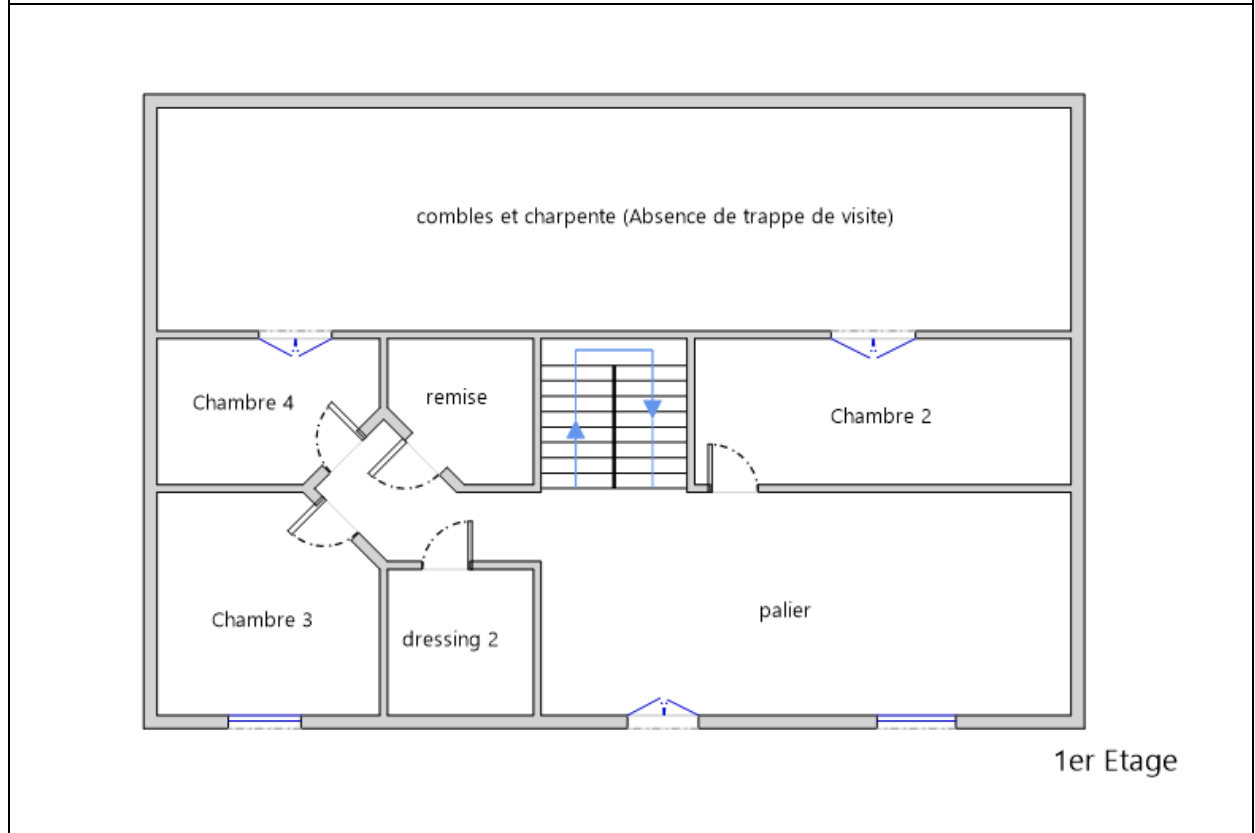 combles et charpente (Absence de trappe de visite)
Chambre 4
remise
Chambre 2
Chambre 3
dressing 2
palier
1er Etage